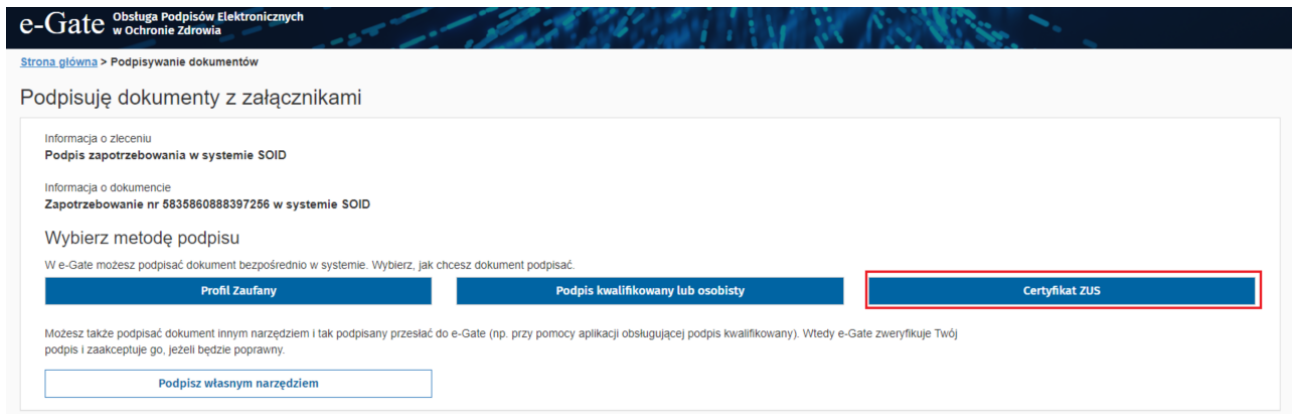 e-Gate Obsługa Podpisów Elektronicznych
w Ochronie Zdrowia
Strona główna > Podpisywanie dokumentów
Podpisuję dokumenty z załącznikami
Informacja o zleceniu
Podpis zapotrzebowania w systemie SOID
Informacja o dokumencie
Zapotrzebowanie nr 5835860888397256 w systemie SOID
Wybierz metodę podpisu
W e-Gate możesz podpisać dokument bezpośrednio w systemie. Wybierz, jak chcesz dokument podpisać.
Profil Zaufany
Podpis kwalifikowany lub osobisty
Certyfikat ZUS
Możesz także podpisać dokument innym narzędziem i tak podpisany przesłać do e-Gate (np. przy pomocy aplikacji obsługującej podpis kwalifikowany). Wtedy e-Gate zweryfikuje Twój
podpis i zaakceptuje go, jeżeli będzie poprawny.
Podpisz własnym narzędziem